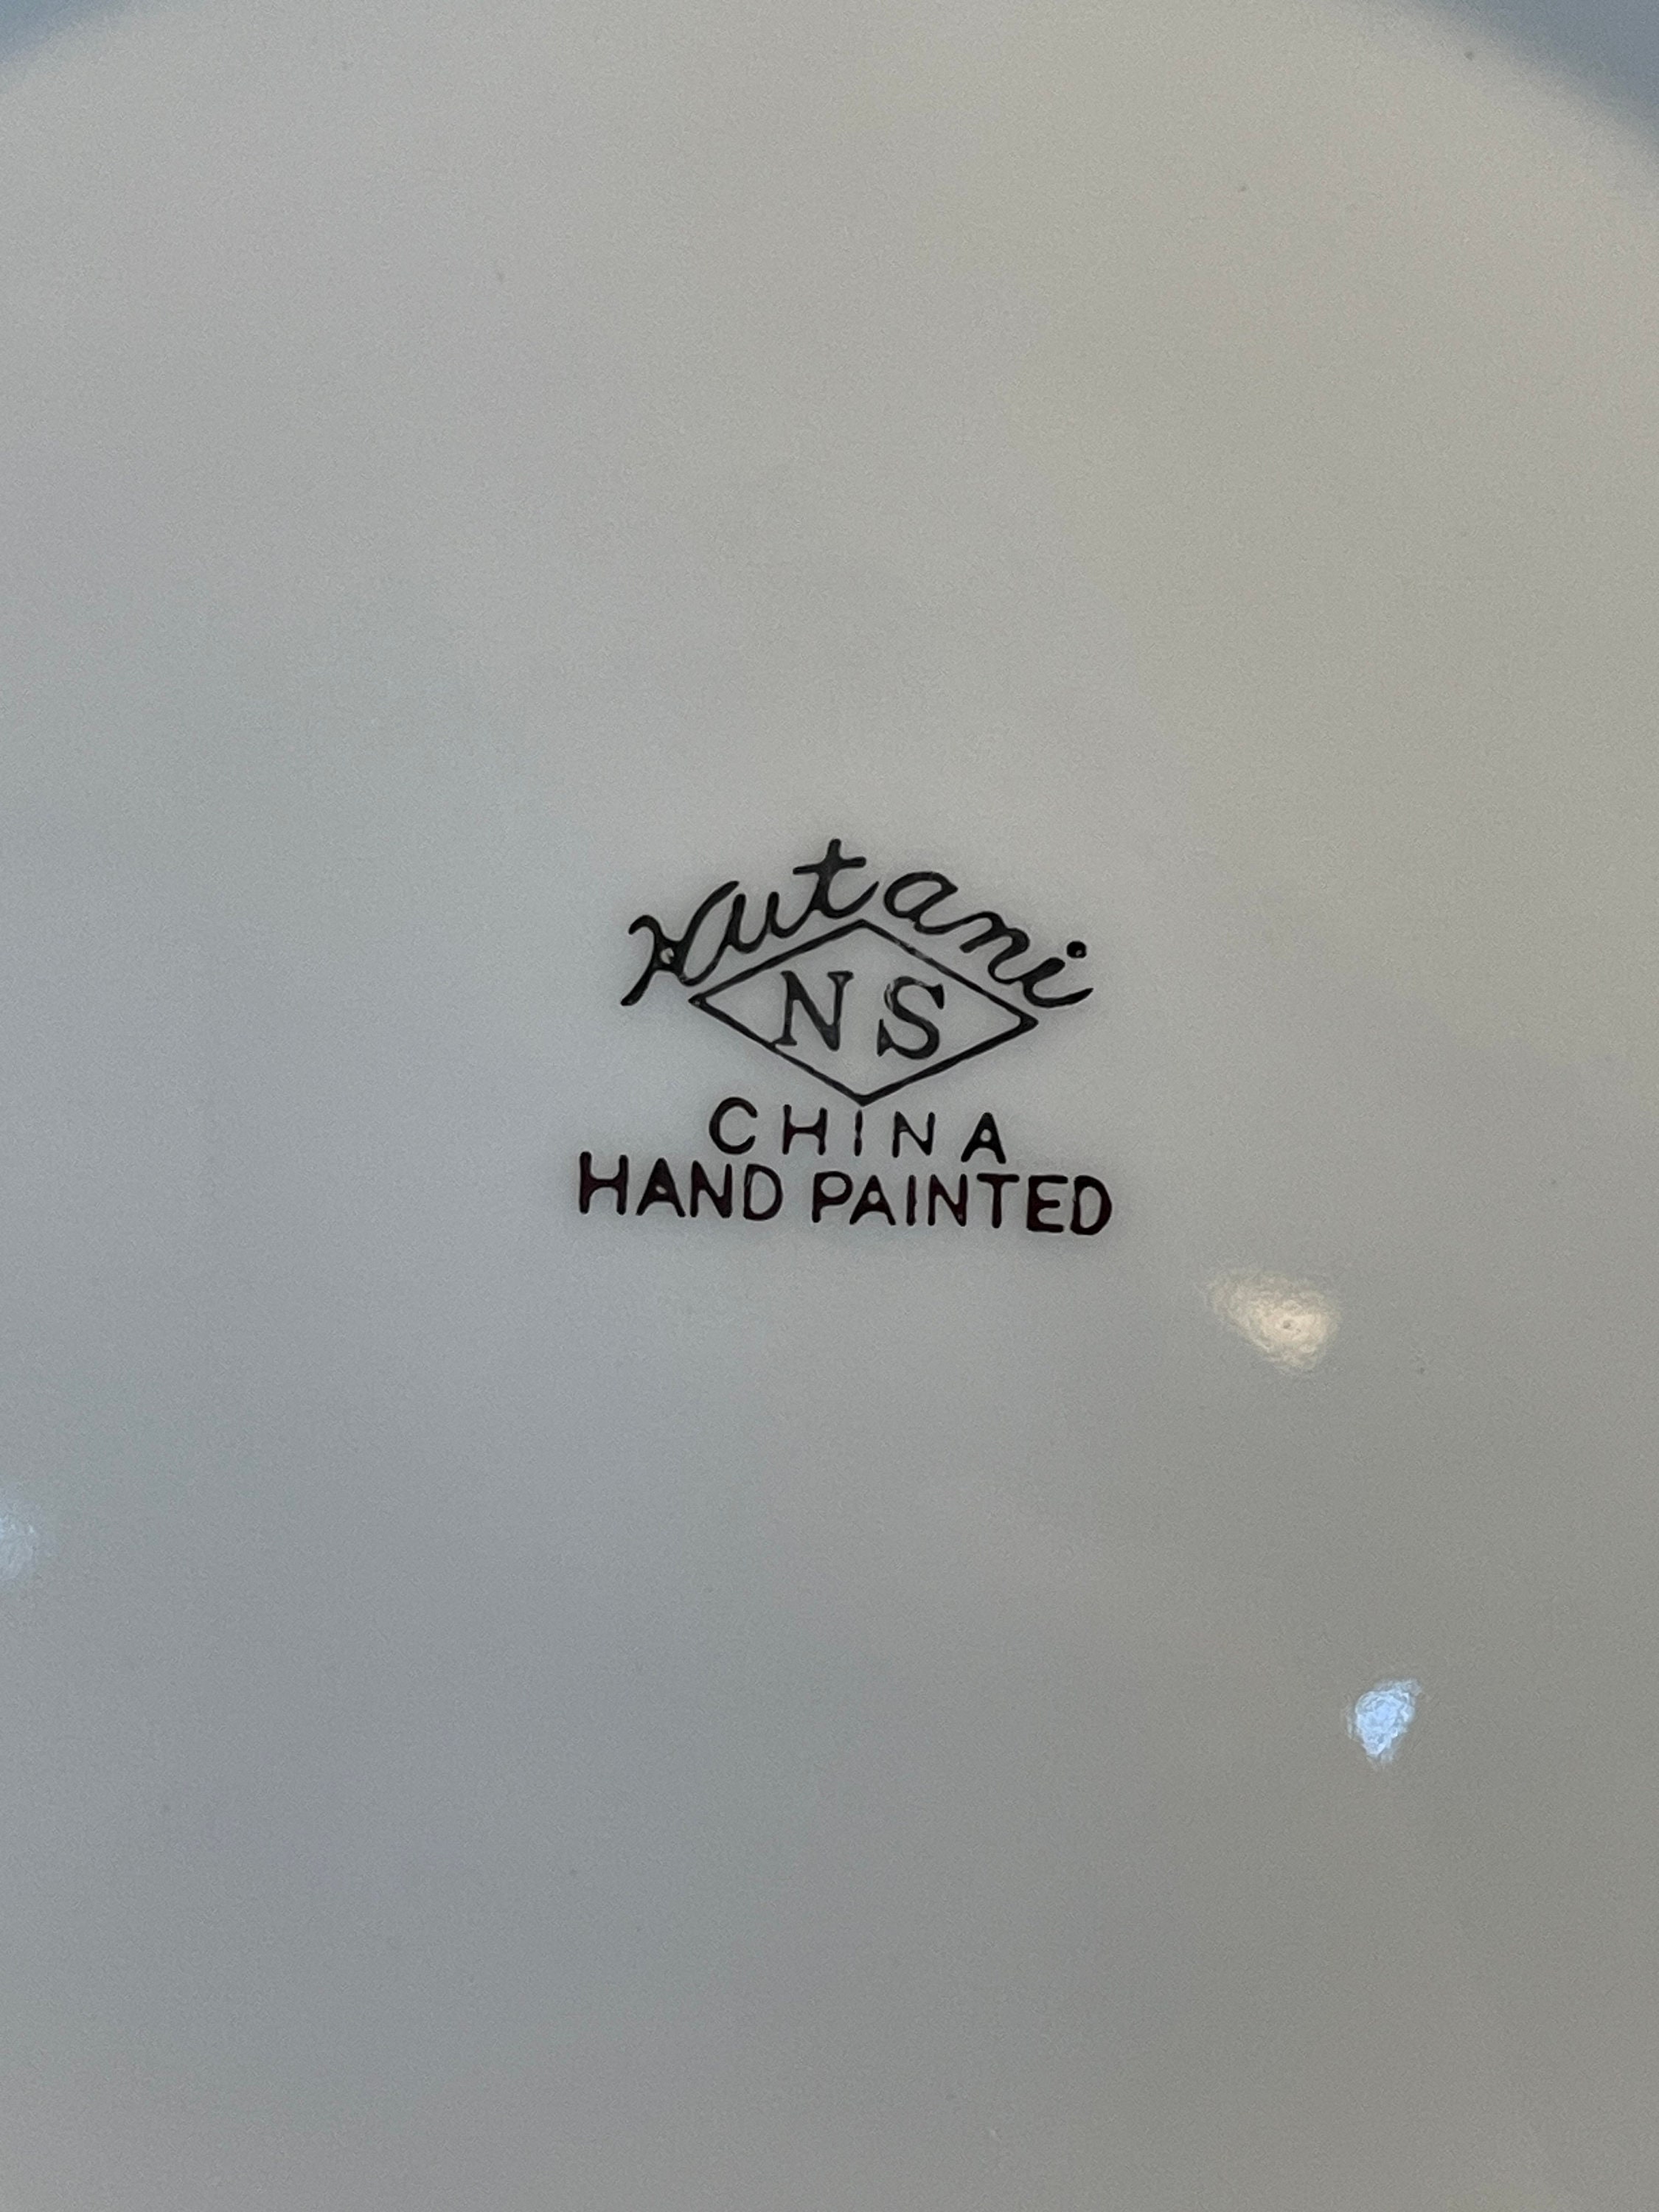 Kutani
NS
CHINA
HAND PAINTED